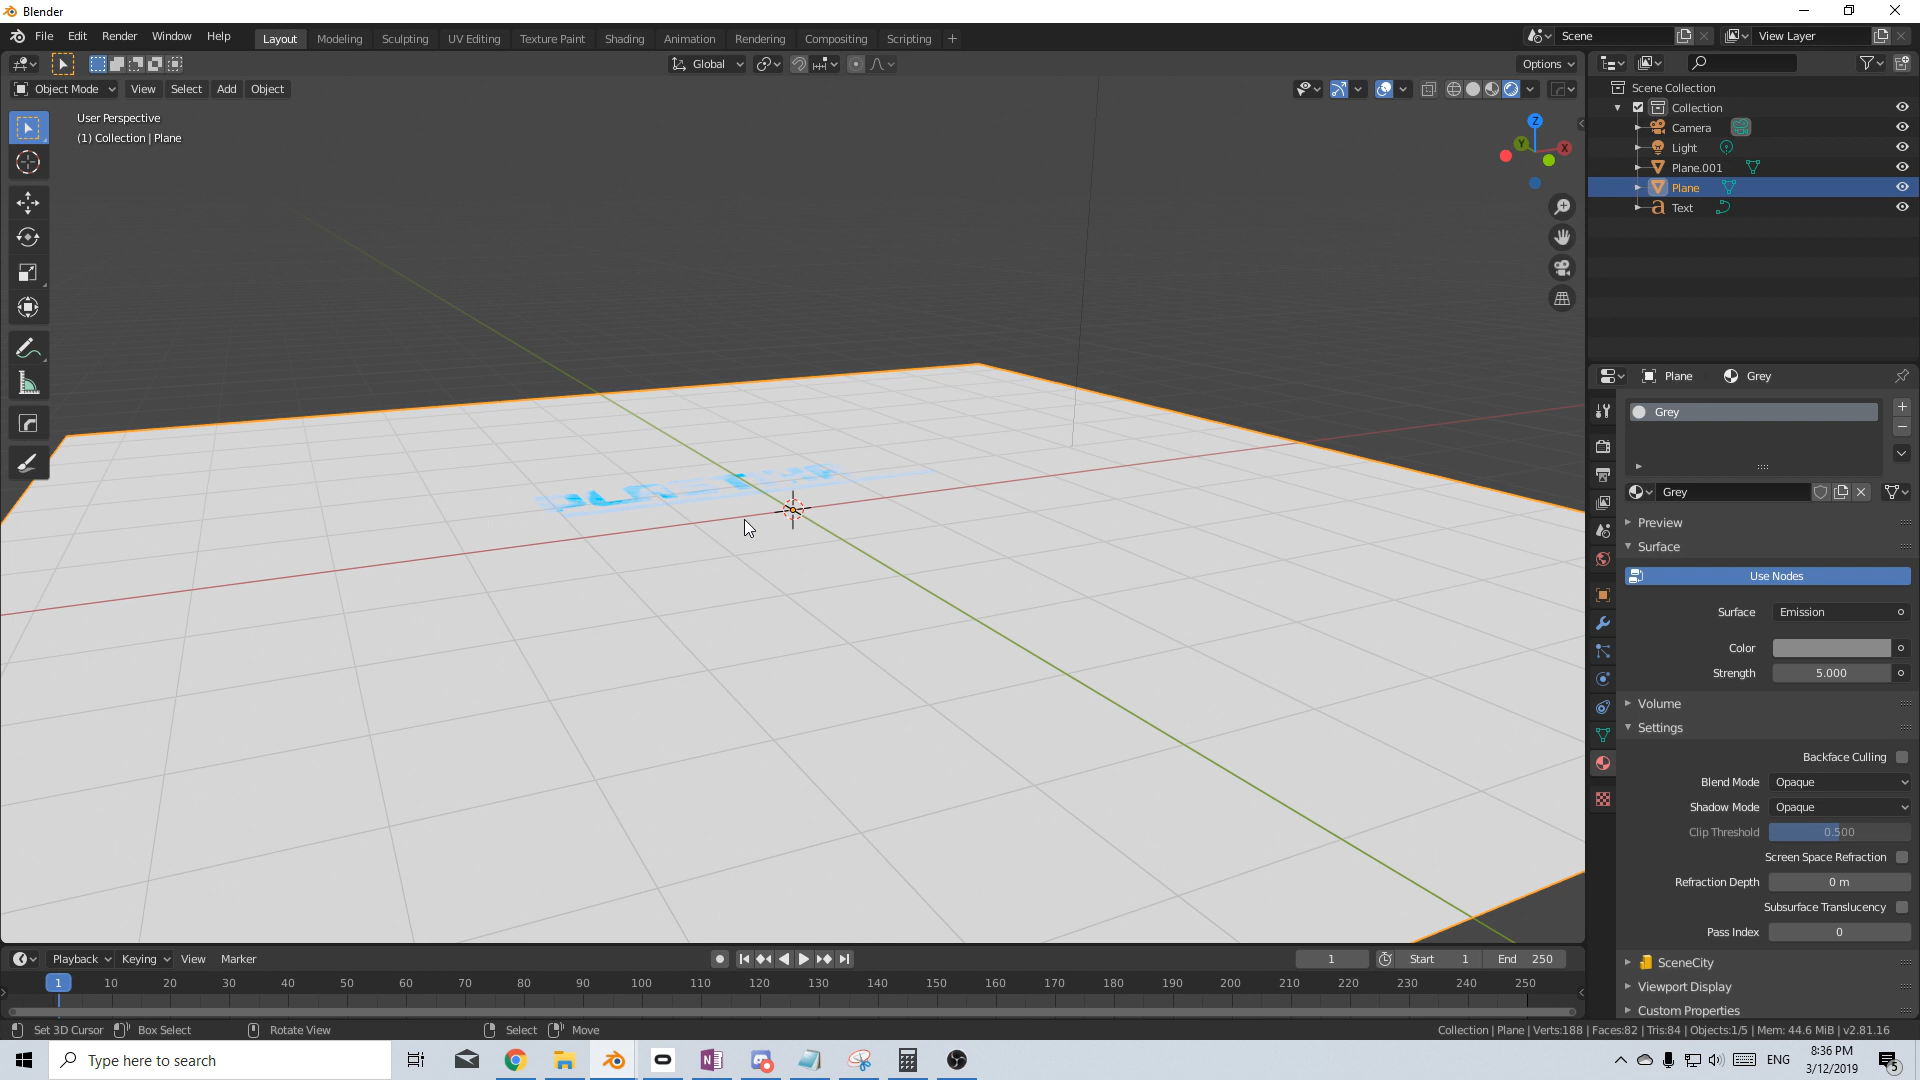 Blender
File Edit Render Window Help Layout Modeling Sculpting UV Editing Texture Paint Shading Animation Rendering Compositing Scripting +
Scene
View Layer
Global
Options
Object Mode View Select Add Object
User Perspective
(1) Collection | Plane
Z
Y
X
Scene Collection
Collection
Camera
Light
Plane.001
Plane
Text
Plane Grey
Grey
Grey
Preview
Surface
Use Nodes
Surface Emission
Color
Strength 5.000
Volume
Settings
Backface Culling
Blend Mode Opaque
Shadow Mode Opaque
Clip Threshold 0.500
Screen Space Refraction
Refraction Depth 0 m
Subsurface Translucency
Pass Index 0
SceneCity
Viewport Display
Custom Properties
Playback Keying View Marker
1 Start 1 End 250
1 10 20 30 40 50 60 70 80 90 100 110 120 130 140 150 160 170 180 190 200 210 220 230 240 250
Set 3D Cursor Box Select Rotate View Select Move
Collection | Plane | Verts:188 | Faces:82 | Tris:84 | Objects:1/5 | Mem: 44.6 MiB | v2.81.16
Type here to search
ENG
8:36 PM
3/12/2019
5